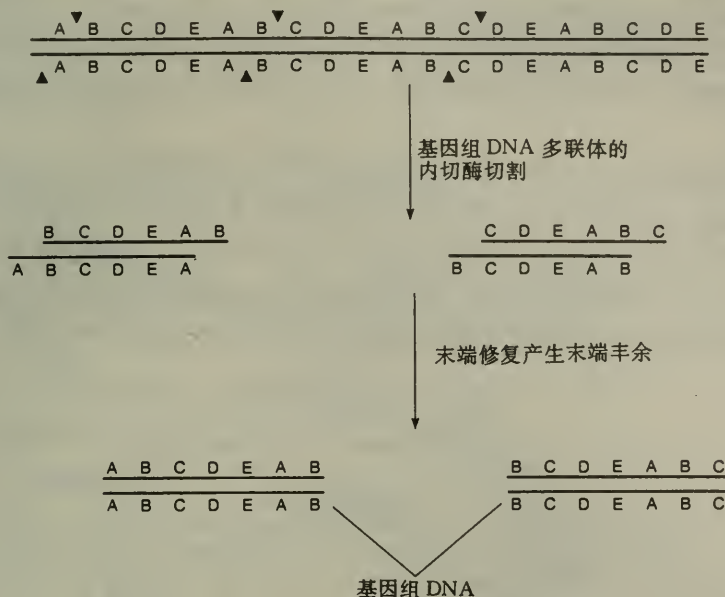 A▼B C D E A B▼C D E A B C▼D E A B C D E
▲A B C D E A▲B C D E A B▲C D E A B C D E
基因组 DNA 多联体的
内切酶切割
B C D E A B
A B C D E A
C D E A B C
B C D E A B
末端修复产生末端丰余
A B C D E A B
A B C D E A B
B C D E A B C
B C D E A B C
基因组 DNA